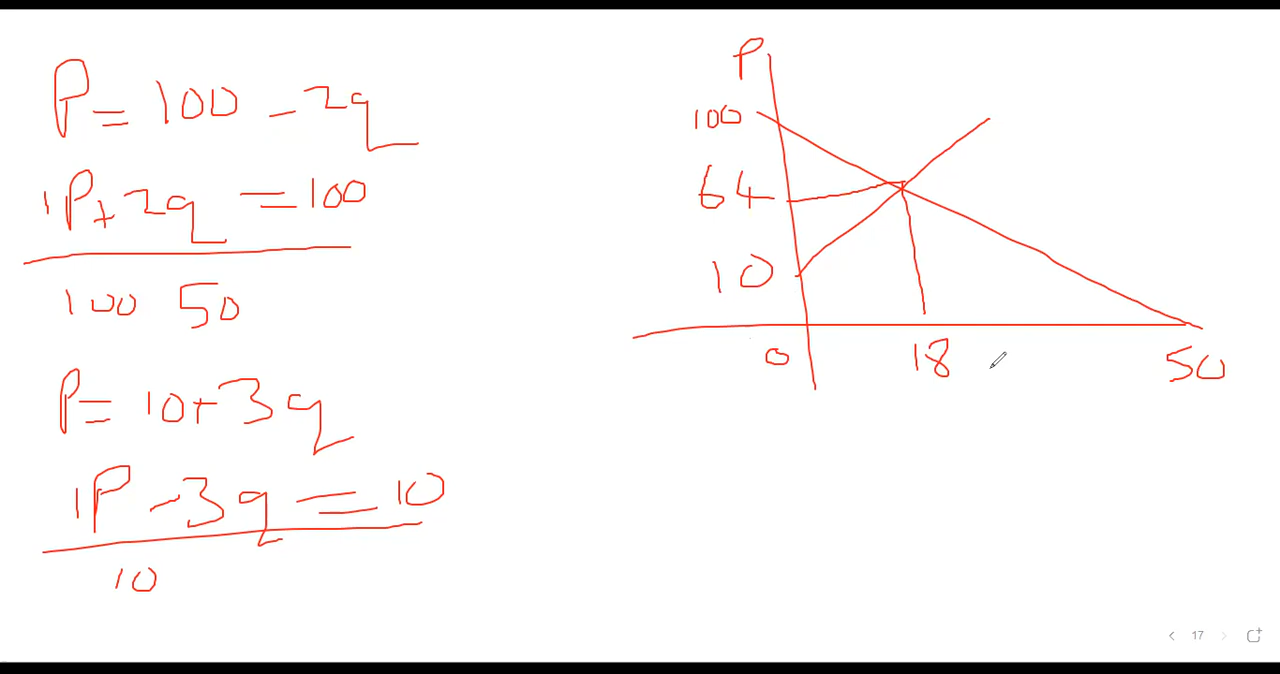 P = 100 - 2q
1P + 2q = 100
100 50
P = 10 + 3q
1P - 3q = 10
10
P
100
64
10
0 18 50
17